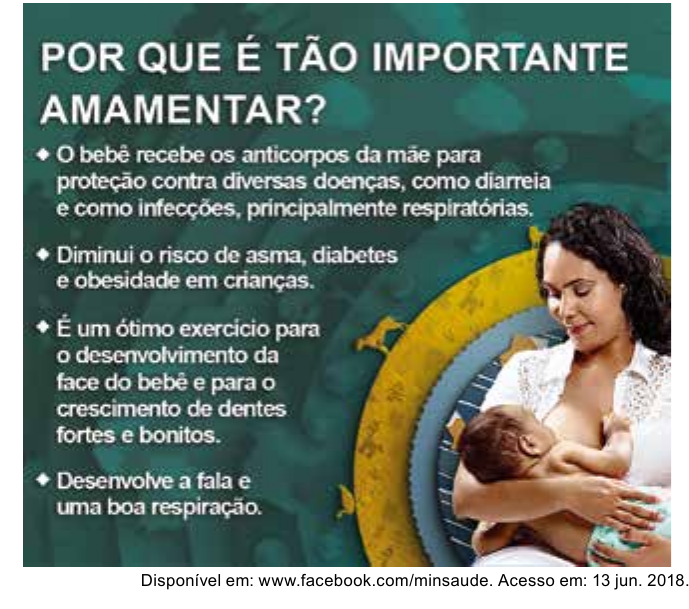 POR QUE É TÃO IMPORTANTE
AMAMENTAR?
O bebê recebe os anticorpos da mãe para
proteção contra diversas doenças, como diarreia
e como infecções, principalmente respiratórias.
Diminui o risco de asma, diabetes
e obesidade em crianças.
É um ótimo exercício para
o desenvolvimento da
face do bebê e para o
crescimento de dentes
fortes e bonitos.
Desenvolve a fala e
uma boa respiração.
Disponível em: www.facebook.com/minsaude. Acesso em: 13 jun. 2018.